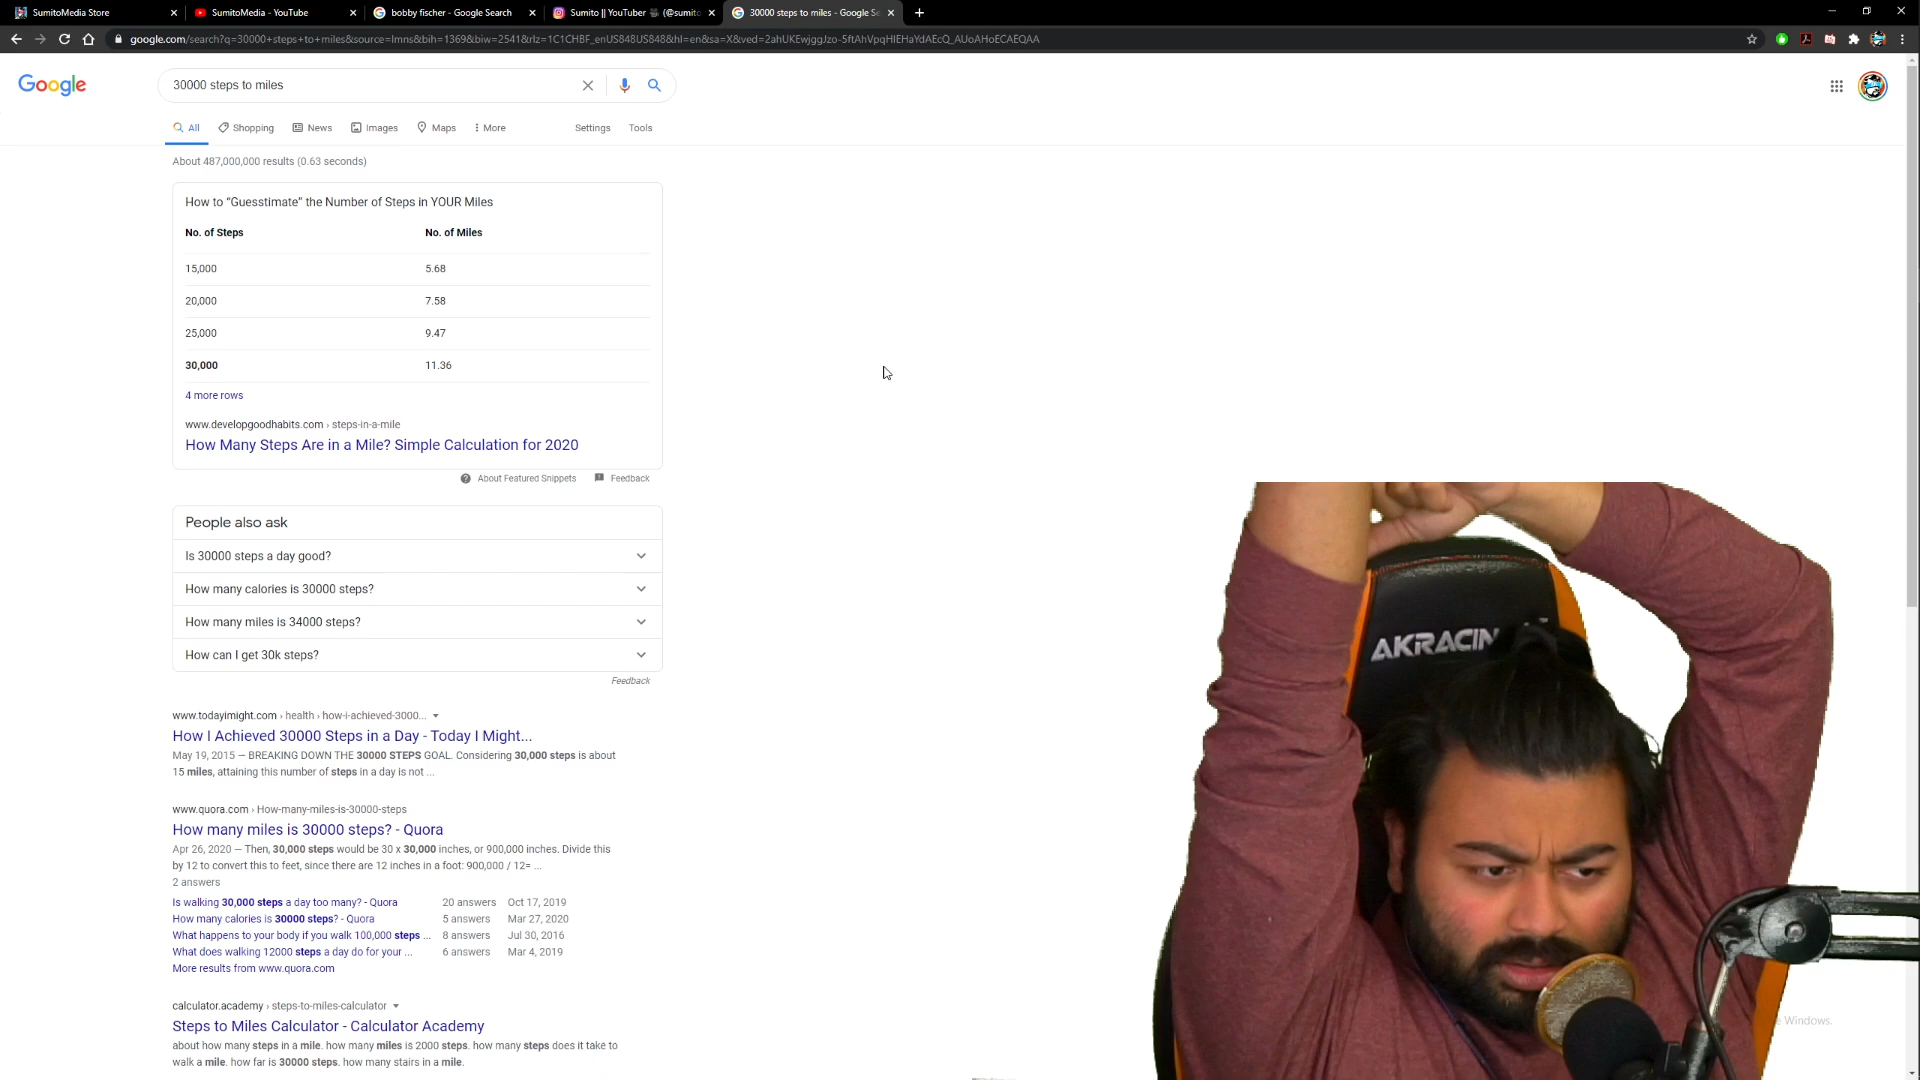 SumitoMedia Store
SumitoMedia - YouTube
bobby fischer - Google Search
Sumito || YouTuber (@sumito
30000 steps to miles - Google Se
google.com/search?q=30000+steps+to+miles&source=lmns&bih=1369&biw=2541&rlz=1C1CHBF_enUS848US848&hl=en&sa=X&ved=2ahUKEwjggJzo-5ftAhVpqHIEHaYdAEcQ_AUoAHoECAEQAA
Google
30000 steps to miles
All
Shopping
News
Images
Maps
More
Settings
Tools
About 487,000,000 results (0.63 seconds)
How to “Guesstimate” the Number of Steps in YOUR Miles
No. of Steps No. of Miles
15,000 5.68
20,000 7.58
25,000 9.47
30,000 11.36
4 more rows
www.developgoodhabits.com › steps-in-a-mile
How Many Steps Are in a Mile? Simple Calculation for 2020
About Featured Snippets
Feedback
People also ask
Is 30000 steps a day good?
How many calories is 30000 steps?
How many miles is 34000 steps?
How can I get 30k steps?
Feedback
www.todayimight.com › health › how-i-achieved-3000...
How I Achieved 30000 Steps in a Day - Today I Might...
May 19, 2015 — BREAKING DOWN THE 30000 STEPS GOAL. Considering 30,000 steps is about
15 miles, attaining this number of steps in a day is not ...
www.quora.com › How-many-miles-is-30000-steps
How many miles is 30000 steps? - Quora
Apr 26, 2020 — Then, 30,000 steps would be 30 x 30,000 inches, or 900,000 inches. Divide this
by 12 to convert this to feet, since there are 12 inches in a foot: 900,000 / 12= ...
2 answers
Is walking 30,000 steps a day too many? - Quora 20 answers Oct 17, 2019
How many calories is 30000 steps? - Quora 5 answers Mar 27, 2020
What happens to your body if you walk 100,000 steps ... 8 answers Jul 30, 2016
What does walking 12000 steps a day do for your ... 6 answers Mar 4, 2019
More results from www.quora.com
calculator.academy › steps-to-miles-calculator
Steps to Miles Calculator - Calculator Academy
about how many steps in a mile. how many miles is 2000 steps. how many steps does it take to
walk a mile. how far is 30000 steps. how many stairs in a mile.
AKRACIN
Windows.